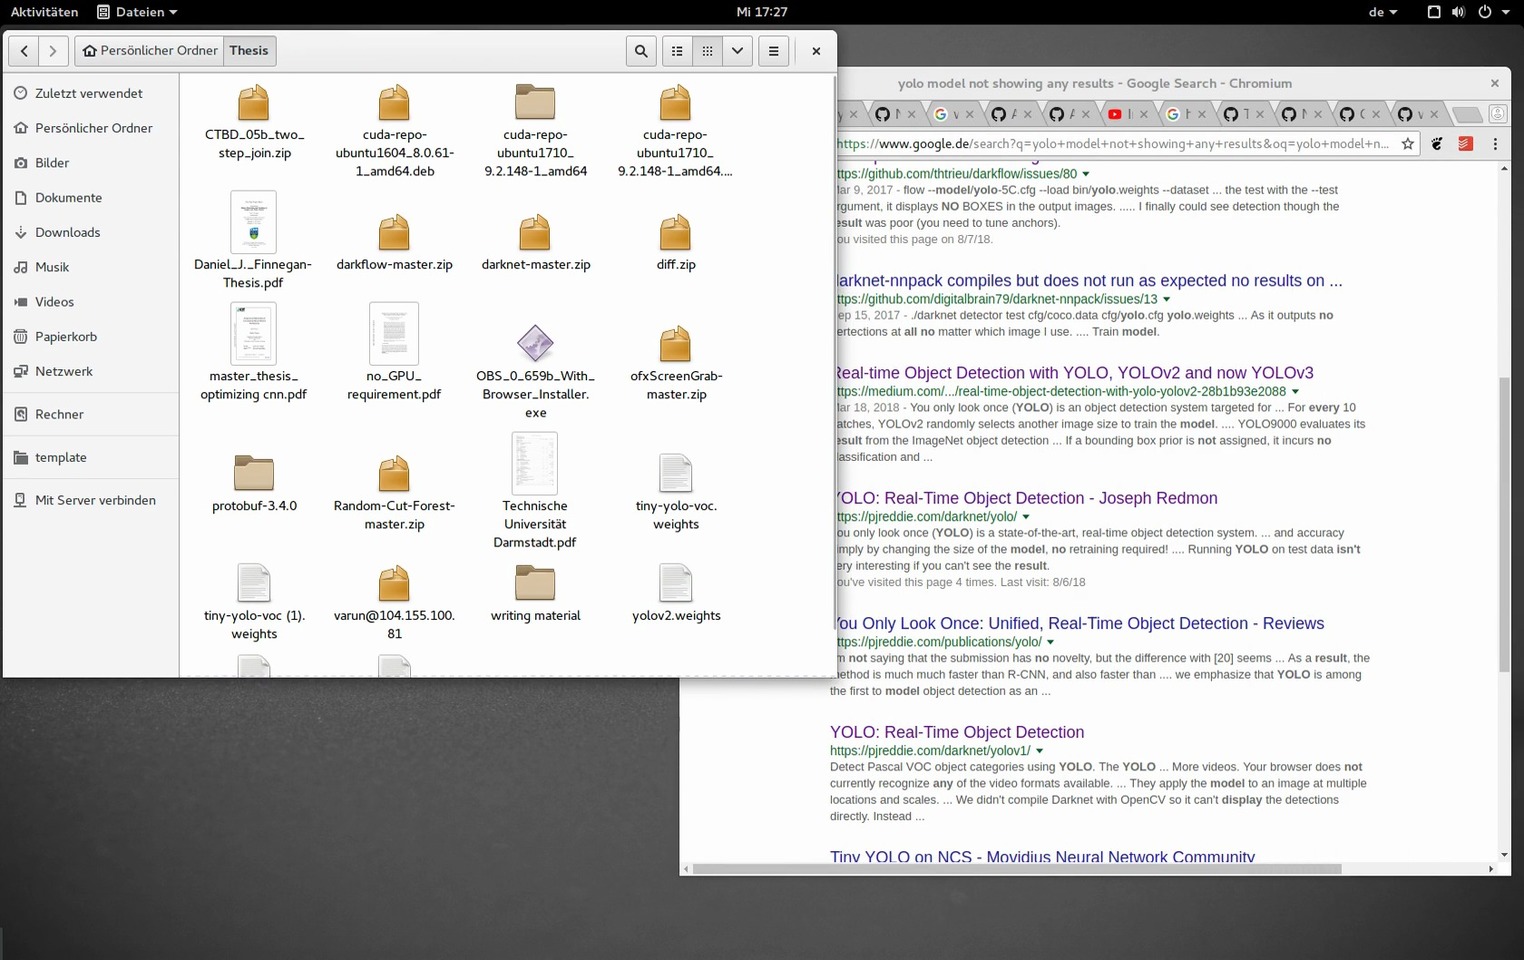 Aktivitäten
Dateien
Mi 17:27
de
Persönlicher Ordner
Thesis
Zuletzt verwendet
Persönlicher Ordner
Bilder
Dokumente
Downloads
Musik
Videos
Papierkorb
Netzwerk
Rechner
template
Mit Server verbinden
CTBD_05b_two_
step_join.zip
cuda-repo-
ubuntu1604_8.0.61-
1_amd64.deb
cuda-repo-
ubuntu1710_
9.2.148-1_amd64
cuda-repo-
ubuntu1710_
9.2.148-1_amd64....
Daniel_J._Finnegan-
Thesis.pdf
darkflow-master.zip
darknet-master.zip
diff.zip
master_thesis_
optimizing cnn.pdf
no_GPU_
requirement.pdf
OBS_0_659b_With_
Browser_Installer.
exe
ofxScreenGrab-
master.zip
protobuf-3.4.0
Random-Cut-Forest-
master.zip
Technische
Universität
Darmstadt.pdf
tiny-yolo-voc.
weights
tiny-yolo-voc (1).
weights
varun@104.155.100.
81
writing material
yolov2.weights
yolo model not showing any results - Google Search - Chromium
https://www.google.de/search?q=yolo+model+not+showing+any+results&oq=yolo+model+n...
ttps://github.com/thtrieu/darkflow/issues/80
ar 9, 2017 - flow --model/yolo-5C.cfg --load bin/yolo.weights --dataset ... the test with the --test
rgument, it displays NO BOXES in the output images. ..... I finally could see detection though the
esult was poor (you need to tune anchors).
ou visited this page on 8/7/18.
darknet-nnpack compiles but does not run as expected no results on ...
ttps://github.com/digitalbrain79/darknet-nnpack/issues/13
ep 15, 2017 - ./darknet detector test cfg/coco.data cfg/yolo.cfg yolo.weights ... As it outputs no
ertections at all no matter which image I use. .... Train model.
Real-time Object Detection with YOLO, YOLOv2 and now YOLOv3
ttps://medium.com/.../real-time-object-detection-with-yolo-yolov2-28b1b93e2088
ar 18, 2018 - You only look once (YOLO) is an object detection system targeted for ... For every 10
atches, YOLOv2 randomly selects another image size to train the model. .... YOLO9000 evaluates its
esult from the ImageNet object detection ... If a bounding box prior is not assigned, it incurs no
lassification and ...
YOLO: Real-Time Object Detection - Joseph Redmon
ttps://pjreddie.com/darknet/yolo/
ou only look once (YOLO) is a state-of-the-art, real-time object detection system. ... and accuracy
imply by changing the size of the model, no retraining required! .... Running YOLO on test data isn't
ery interesting if you can't see the result.
ou've visited this page 4 times. Last visit: 8/6/18
You Only Look Once: Unified, Real-Time Object Detection - Reviews
ttps://pjreddie.com/publications/yolo/
m not saying that the submission has no novelty, but the difference with [20] seems ... As a result, the
ethod is much much faster than R-CNN, and also faster than .... we emphasize that YOLO is among
the first to model object detection as an ...
YOLO: Real-Time Object Detection
https://pjreddie.com/darknet/yolov1/
Detect Pascal VOC object categories using YOLO. The YOLO ... More videos. Your browser does not
currently recognize any of the video formats available. ... They apply the model to an image at multiple
locations and scales. ... We didn't compile Darknet with OpenCV so it can't display the detections
directly. Instead ...
Tiny YOLO on NCS - Movidius Neural Network Community